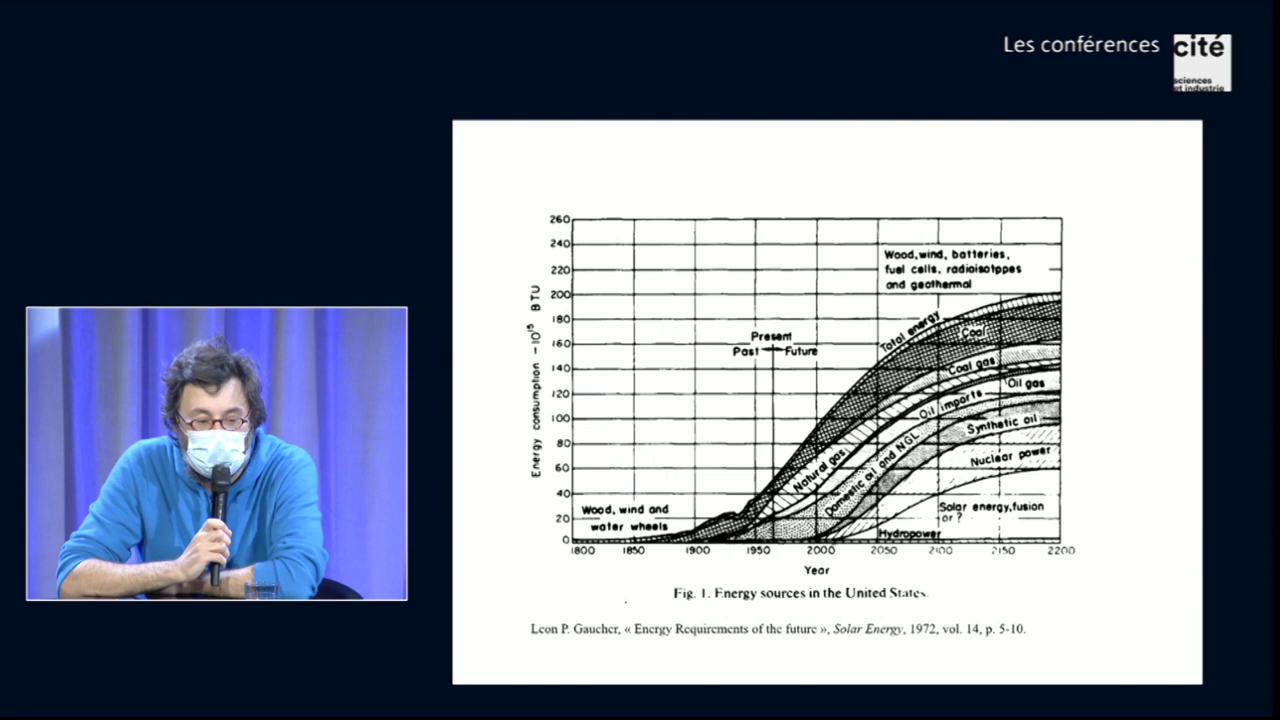 Les conférences
cité
sciences
et industrie
260
240
220
200
180
160
140
120
100
80
60
40
20
0
Energy consumption – 10¹⁵ BTU
Wood, wind, batteries,
fuel cells, radioisotppes
and geothermal
Present
Past
Future
Total energy
Coal
Coal gas
Oil gas
Oil imports
Synthetic oil
Natural gas
Domestic oil and NGL
Nuclear power
Wood, wind and
water wheels
Solar energy, fusion
or ?
Hydropower
1800
1850
1900
1950
2000
2050
2100
2150
2200
Year
Fig. 1. Energy sources in the United States.
Leon P. Gaucher, « Energy Requirements of the future », Solar Energy, 1972, vol. 14, p. 5-10.